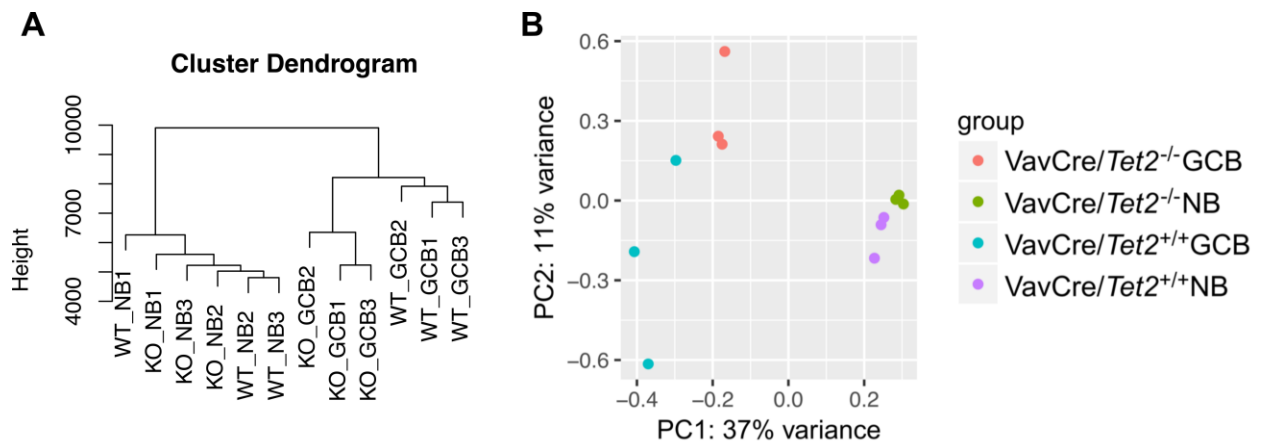 A
Cluster Dendrogram
Height
4000
7000
10000
WT_NB1
KO_NB1
KO_NB3
KO_NB2
WT_NB2
WT_NB3
KO_GCB2
KO_GCB1
KO_GCB3
WT_GCB2
WT_GCB1
WT_GCB3
B
PC2: 11% variance
0.6
0.3
0.0
−0.3
−0.6
−0.4
−0.2
0.0
0.2
PC1: 37% variance
group
VavCre/Tet2-/-GCB
VavCre/Tet2-/-NB
VavCre/Tet2+/+GCB
VavCre/Tet2+/+NB